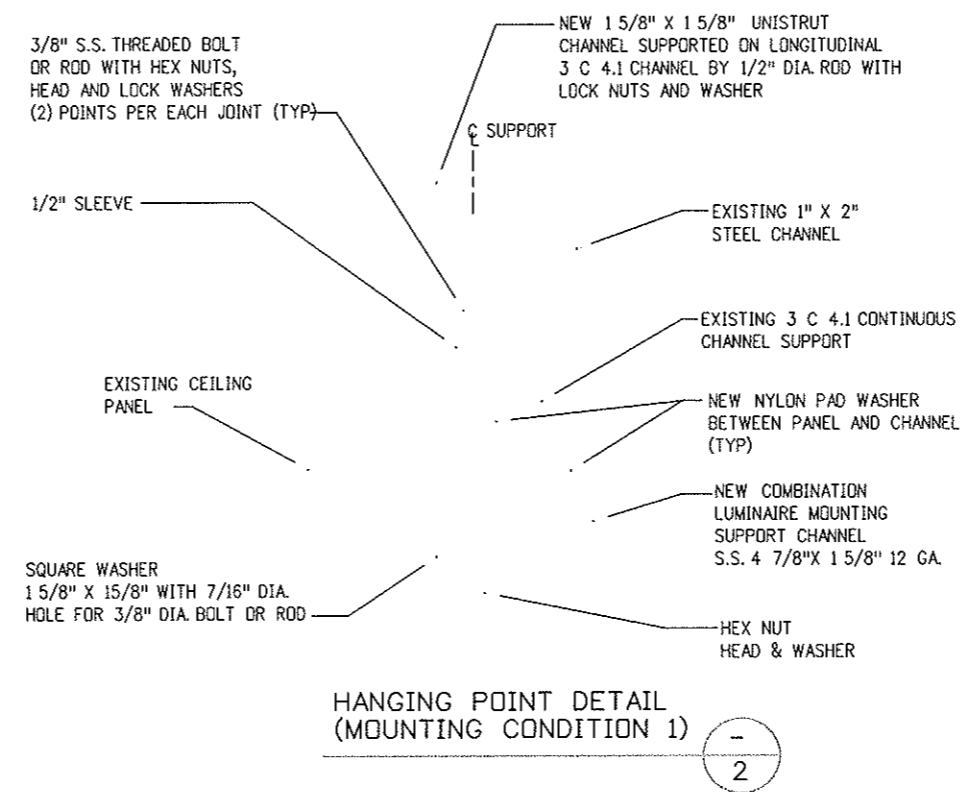 3/8" S.S. THREADED BOLT
OR ROD WITH HEX NUTS,
HEAD AND LOCK WASHERS
(2) POINTS PER EACH JOINT (TYP)
NEW 1 5/8" X 1 5/8" UNISTRUT
CHANNEL SUPPORTED ON LONGITUDINAL
3 C 4.1 CHANNEL BY 1/2" DIA. ROD WITH
LOCK NUTS AND WASHER
℄ SUPPORT
1/2" SLEEVE
EXISTING 1" X 2"
STEEL CHANNEL
EXISTING 3 C 4.1 CONTINUOUS
CHANNEL SUPPORT
EXISTING CEILING
PANEL
NEW NYLON PAD WASHER
BETWEEN PANEL AND CHANNEL
(TYP)
NEW COMBINATION
LUMINAIRE MOUNTING
SUPPORT CHANNEL
S.S. 4 7/8"X 1 5/8" 12 GA.
SQUARE WASHER
1 5/8" X 15/8" WITH 7/16" DIA.
HOLE FOR 3/8" DIA. BOLT OR ROD
HEX NUT
HEAD & WASHER
HANGING POINT DETAIL
(MOUNTING CONDITION 1)
-
2